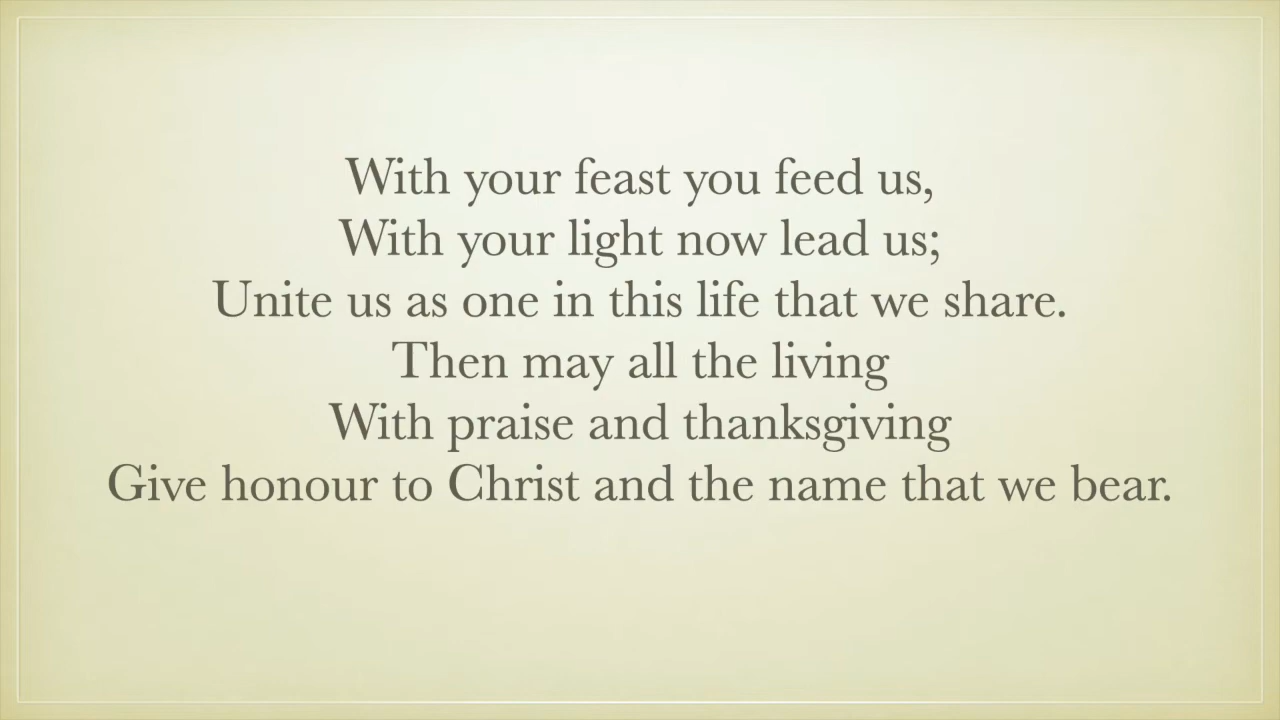 With your feast you feed us,
With your light now lead us;
Unite us as one in this life that we share.
Then may all the living
With praise and thanksgiving
Give honour to Christ and the name that we bear.